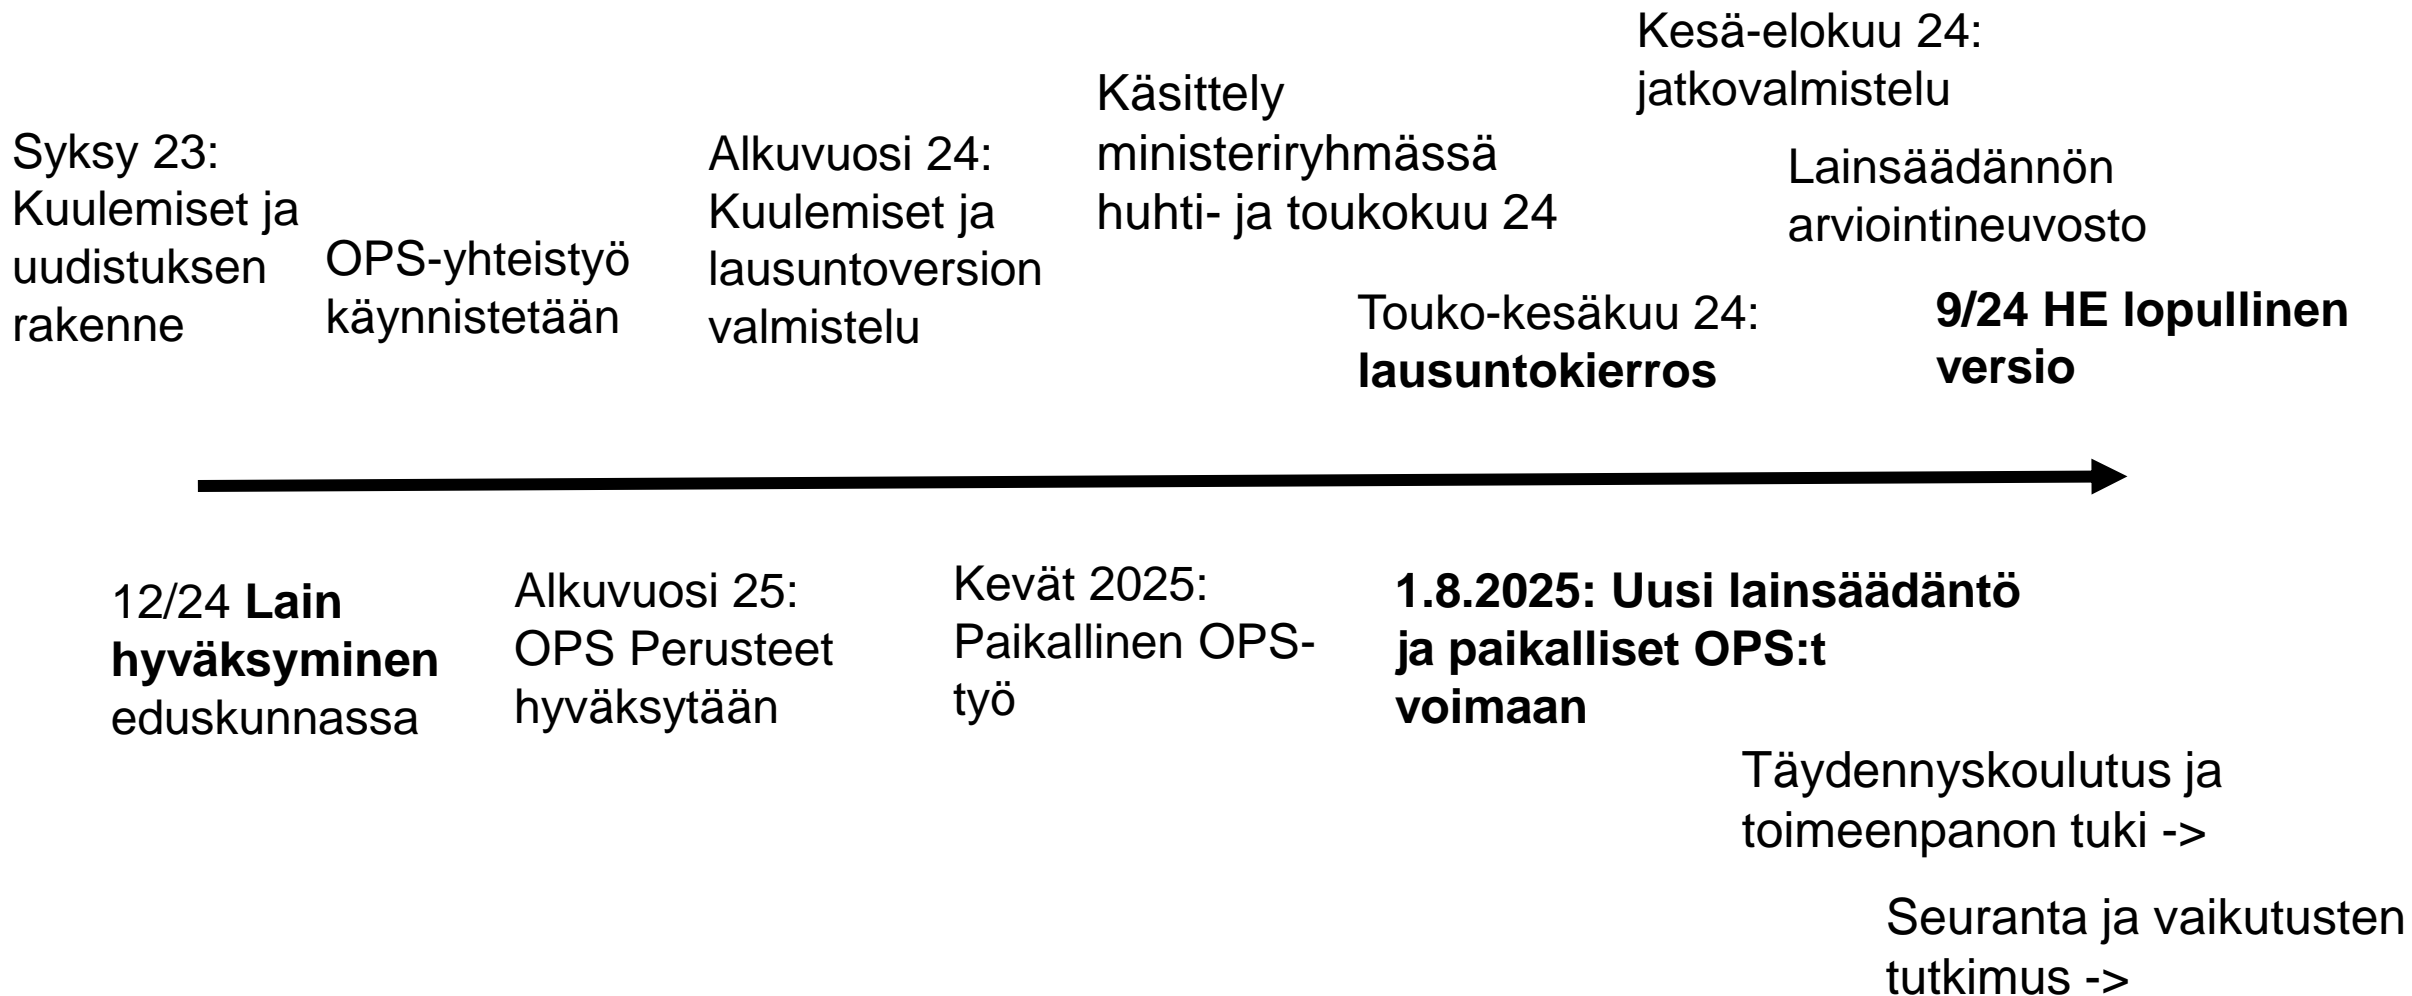 Syksy 23:
Kuulemiset ja
uudistuksen
rakenne
OPS-yhteistyö
käynnistetään
Alkuvuosi 24:
Kuulemiset ja
lausuntoversion
valmistelu
Käsittely
ministeriryhmässä
huhti- ja toukokuu 24
Touko-kesäkuu 24:
lausuntokierros
Kesä-elokuu 24:
jatkovalmistelu
Lainsäädännön
arviointineuvosto
9/24 HE lopullinen
versio
12/24 Lain
hyväksyminen
eduskunnassa
Alkuvuosi 25:
OPS Perusteet
hyväksytään
Kevät 2025:
Paikallinen OPS-
työ
1.8.2025: Uusi lainsäädäntö
ja paikalliset OPS:t
voimaan
Täydennyskoulutus ja
toimeenpanon tuki ->
Seuranta ja vaikutusten
tutkimus ->